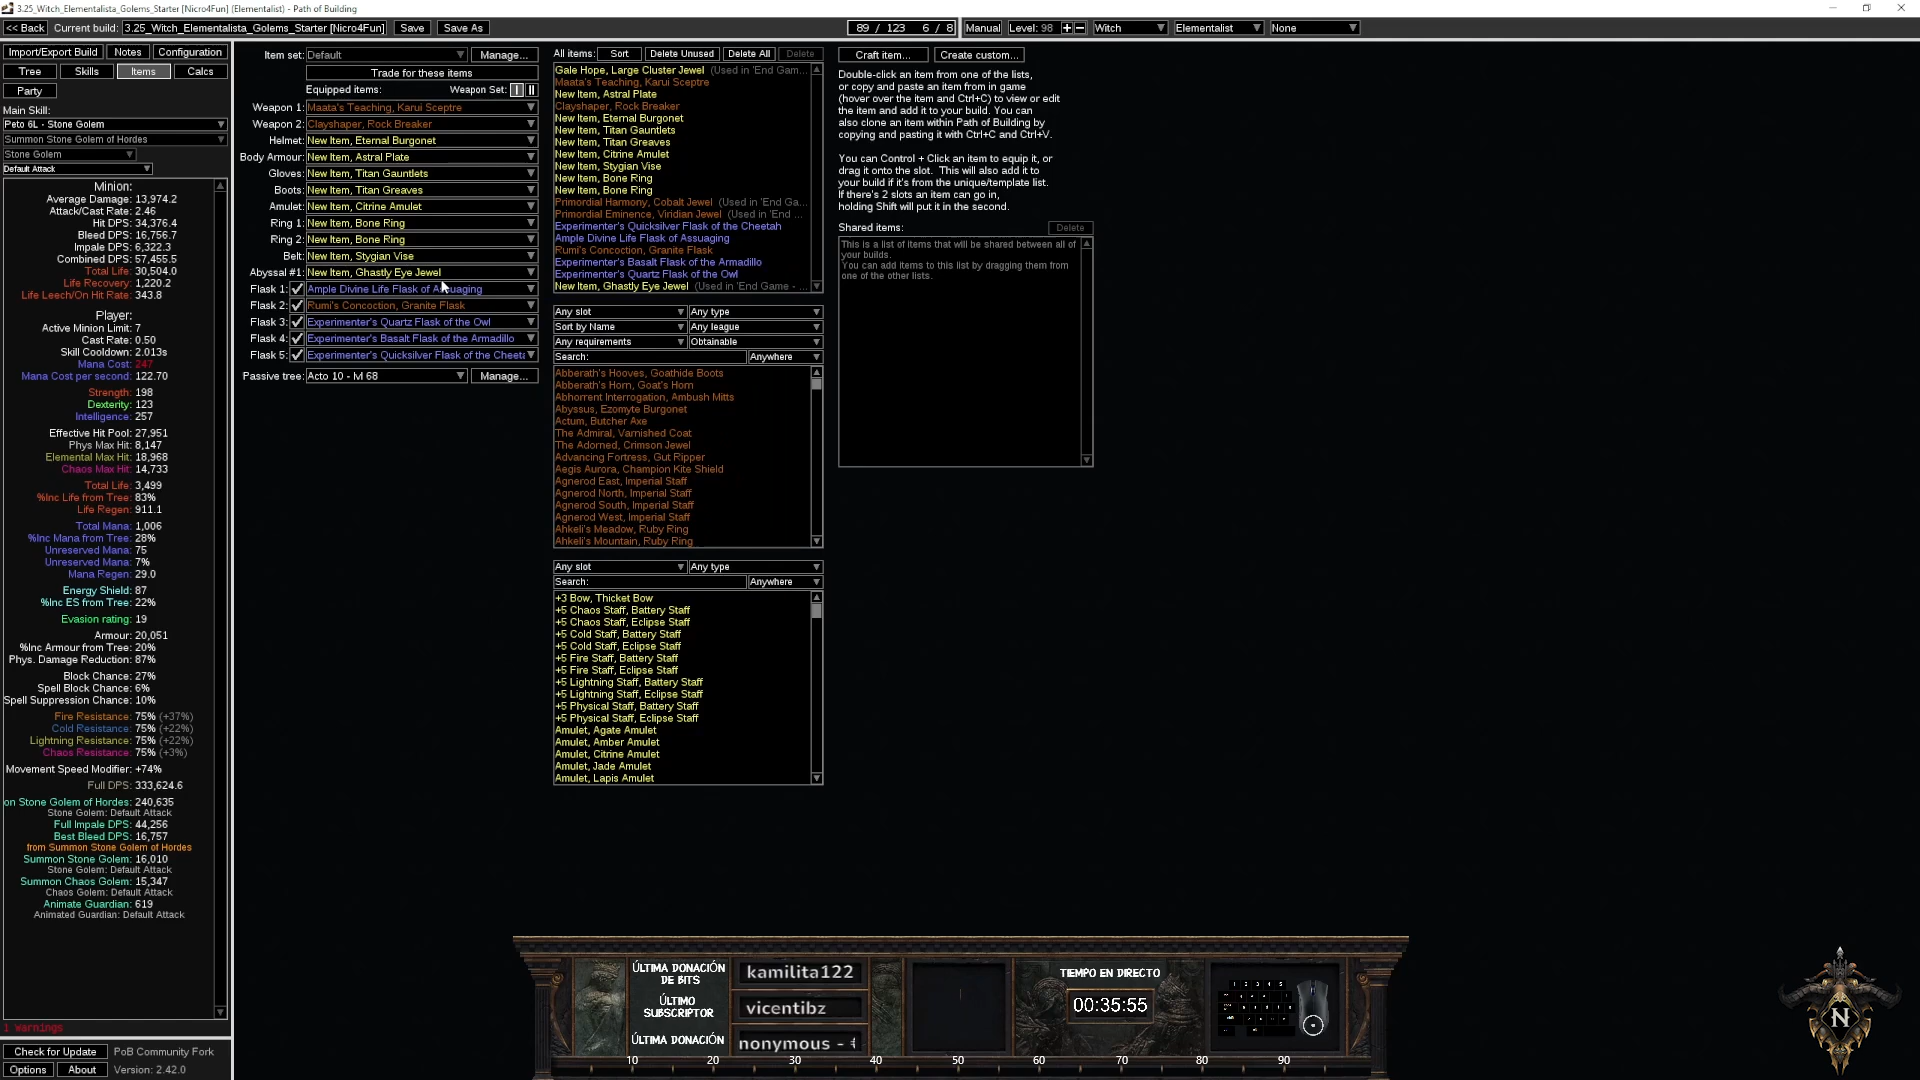 3.25_Witch_Elementalista_Golems_Starter [Nicro4Fun] (Elementalist) - Path of Building
<< Back
Current build: 3.25_Witch_Elementalista_Golems_Starter [Nicro4Fun]
Save
Save As
89 / 123   6 / 8
Manual
Level: 98
Witch
Elementalist
None
Import/Export Build
Notes
Configuration
Tree
Skills
Items
Calcs
Party
Main Skill:
Peto 6L - Stone Golem
Summon Stone Golem of Hordes
Stone Golem
Default Attack
Minion:
Average Damage: 13,974.2
Attack/Cast Rate: 2.46
Hit DPS: 34,376.4
Bleed DPS: 16,756.7
Impale DPS: 6,322.3
Combined DPS: 57,455.5
Total Life: 30,504.0
Life Recovery: 1,220.2
Life Leech/On Hit Rate: 343.8
Player:
Active Minion Limit: 7
Cast Rate: 0.50
Skill Cooldown: 2.013s
Mana Cost: 247
Mana Cost per second: 122.70
Strength: 198
Dexterity: 123
Intelligence: 257
Effective Hit Pool: 27,951
Phys Max Hit: 8,147
Elemental Max Hit: 18,968
Chaos Max Hit: 14,733
Total Life: 3,499
%Inc Life from Tree: 83%
Life Regen: 911.1
Total Mana: 1,006
%Inc Mana from Tree: 28%
Unreserved Mana: 75
Unreserved Mana: 7%
Mana Regen: 29.0
Energy Shield: 87
%Inc ES from Tree: 22%
Evasion rating: 19
Armour: 20,051
%Inc Armour from Tree: 20%
Phys. Damage Reduction: 87%
Block Chance: 27%
Spell Block Chance: 6%
Spell Suppression Chance: 10%
Fire Resistance: 75% (+37%)
Cold Resistance: 75% (+22%)
Lightning Resistance: 75% (+22%)
Chaos Resistance: 75% (+3%)
Movement Speed Modifier: +74%
Full DPS: 333,624.6
on Stone Golem of Hordes: 240,635
Stone Golem: Default Attack
Full Impale DPS: 44,256
Best Bleed DPS: 16,757
from Summon Stone Golem of Hordes
Summon Stone Golem: 16,010
Stone Golem: Default Attack
Summon Chaos Golem: 15,347
Chaos Golem: Default Attack
Animate Guardian: 619
Animated Guardian: Default Attack
1 Warnings
Check for Update
PoB Community Fork
Options
About
Version: 2.42.0
Item set: Default
Manage...
Trade for these items
Equipped items:
Weapon Set: I II
Weapon 1: Maata's Teaching, Karui Sceptre
Weapon 2: Clayshaper, Rock Breaker
Helmet: New Item, Eternal Burgonet
Body Armour: New Item, Astral Plate
Gloves: New Item, Titan Gauntlets
Boots: New Item, Titan Greaves
Amulet: New Item, Citrine Amulet
Ring 1: New Item, Bone Ring
Ring 2: New Item, Bone Ring
Belt: New Item, Stygian Vise
Abyssal #1: New Item, Ghastly Eye Jewel
Flask 1: Ample Divine Life Flask of Assuaging
Flask 2: Rumi's Concoction, Granite Flask
Flask 3: Experimenter's Quartz Flask of the Owl
Flask 4: Experimenter's Basalt Flask of the Armadillo
Flask 5: Experimenter's Quicksilver Flask of the Cheeta
Passive tree: Acto 10 - lvl 68
Manage...
All items:
Sort
Delete Unused
Delete All
Delete
Gale Hope, Large Cluster Jewel (Used in 'End Gam...
Maata's Teaching, Karui Sceptre
New Item, Astral Plate
Clayshaper, Rock Breaker
New Item, Eternal Burgonet
New Item, Titan Gauntlets
New Item, Titan Greaves
New Item, Citrine Amulet
New Item, Stygian Vise
New Item, Bone Ring
New Item, Bone Ring
Primordial Harmony, Cobalt Jewel (Used in 'End Ga...
Primordial Eminence, Viridian Jewel (Used in 'End ...
Experimenter's Quicksilver Flask of the Cheetah
Ample Divine Life Flask of Assuaging
Rumi's Concoction, Granite Flask
Experimenter's Basalt Flask of the Armadillo
Experimenter's Quartz Flask of the Owl
New Item, Ghastly Eye Jewel (Used in 'End Game - ...
Any slot
Any type
Sort by Name
Any league
Any requirements
Obtainable
Search:
Anywhere
Abberath's Hooves, Goathide Boots
Abberath's Horn, Goat's Horn
Abhorrent Interrogation, Ambush Mitts
Abyssus, Ezomyte Burgonet
Actum, Butcher Axe
The Admiral, Varnished Coat
The Adorned, Crimson Jewel
Advancing Fortress, Gut Ripper
Aegis Aurora, Champion Kite Shield
Agnerod East, Imperial Staff
Agnerod North, Imperial Staff
Agnerod South, Imperial Staff
Agnerod West, Imperial Staff
Ahkeli's Meadow, Ruby Ring
Ahkeli's Mountain, Ruby Ring
Any slot
Any type
Search:
Anywhere
+3 Bow, Thicket Bow
+5 Chaos Staff, Battery Staff
+5 Chaos Staff, Eclipse Staff
+5 Cold Staff, Battery Staff
+5 Cold Staff, Eclipse Staff
+5 Fire Staff, Battery Staff
+5 Fire Staff, Eclipse Staff
+5 Lightning Staff, Battery Staff
+5 Lightning Staff, Eclipse Staff
+5 Physical Staff, Battery Staff
+5 Physical Staff, Eclipse Staff
Amulet, Agate Amulet
Amulet, Amber Amulet
Amulet, Citrine Amulet
Amulet, Jade Amulet
Amulet, Lapis Amulet
Craft item...
Create custom...
Double-click an item from one of the lists,
or copy and paste an item from in game
(hover over the item and Ctrl+C) to view or edit
the item and add it to your build. You can
also clone an item within Path of Building by
copying and pasting it with Ctrl+C and Ctrl+V.
You can Control + Click an item to equip it, or
drag it onto the slot. This will also add it to
your build if it's from the unique/template list.
If there's 2 slots an item can go in,
holding Shift will put it in the second.
Shared items:
Delete
This is a list of items that will be shared between all of
your builds.
You can add items to this list by dragging them from
one of the other lists.
ÚLTIMA DONACIÓN
DE BITS
kamilita122
ÚLTIMO
SUBSCRIPTOR
vicentibz
ÚLTIMA DONACIÓN
nonymous -
TIEMPO EN DIRECTO
00:35:55
10 20 30 40 50 60 70 80 90
N